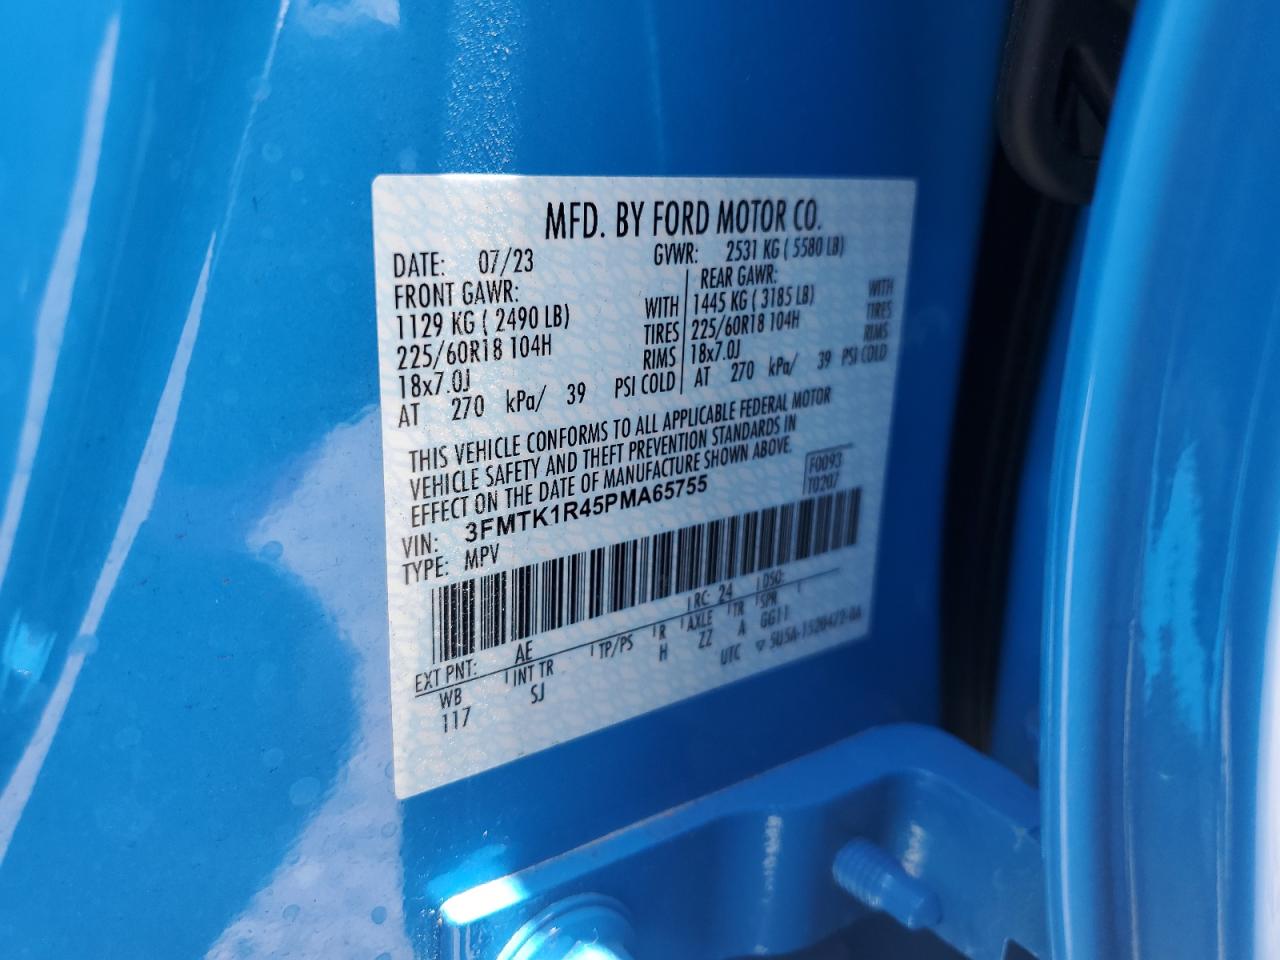 MFD. BY FORD MOTOR CO.
DATE: 07/23 GVWR: 2531 KG ( 5580 LB)
FRONT GAWR: REAR GAWR:
1129 KG ( 2490 LB) WITH 1445 KG ( 3185 LB) WITH
225/60R18 104H TIRES 225/60R18 104H TIRES
18x7.0J RIMS 18x7.0J RIMS
AT 270 kPa/ 39 PSI COLD AT 270 kPa/ 39 PSI COLD
THIS VEHICLE CONFORMS TO ALL APPLICABLE FEDERAL MOTOR
VEHICLE SAFETY AND THEFT PREVENTION STANDARDS IN
EFFECT ON THE DATE OF MANUFACTURE SHOWN ABOVE.
F0093
T0207
VIN: 3FMTK1R45PMA65755
TYPE: MPV
EXT PNT: AE RC: 24 DSO:
WB INT TR TP/PS R AXLE TR SPR
117 SJ H ZZ A GG11
UTC ▽ 5U5A-1520472-0A